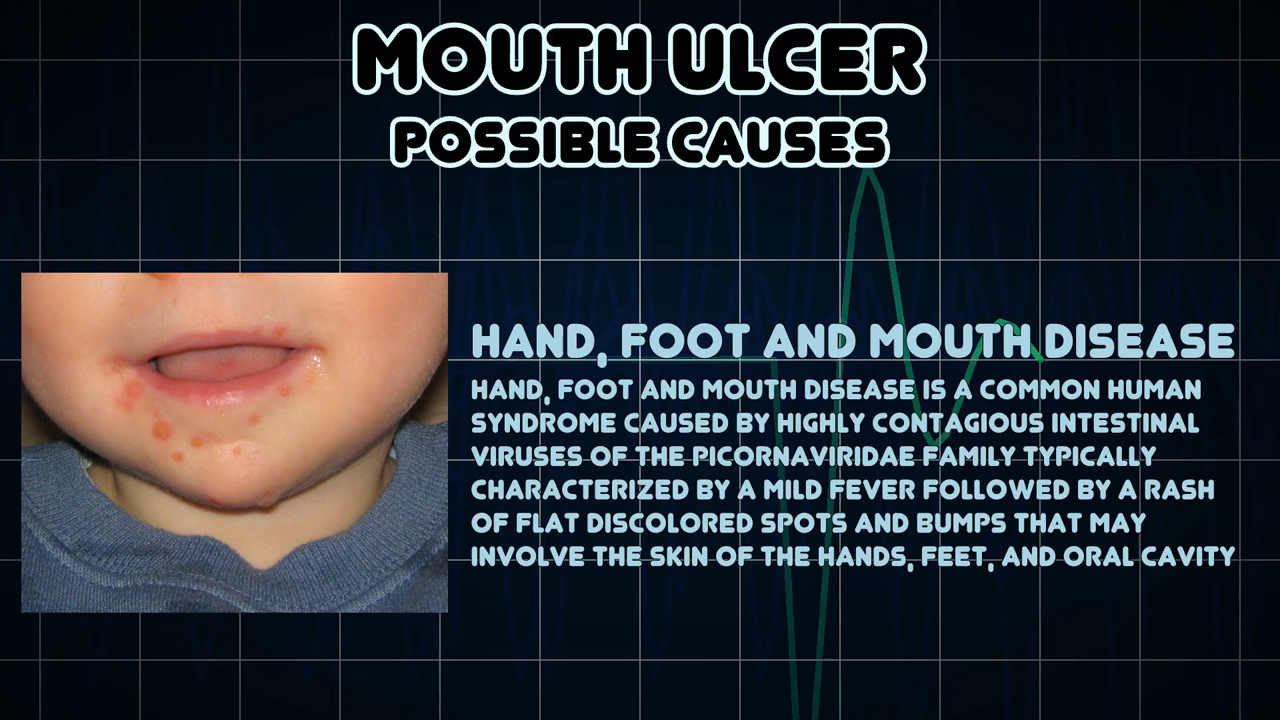 MOUTH ULCER
POSSIBLE CAUSES
HAND, FOOT AND MOUTH DISEASE
HAND, FOOT AND MOUTH DISEASE IS A COMMON HUMAN
SYNDROME CAUSED BY HIGHLY CONTAGIOUS INTESTINAL
VIRUSES OF THE PICORNAVIRIDAE FAMILY TYPICALLY
CHARACTERIZED BY A MILD FEVER FOLLOWED BY A RASH
OF FLAT DISCOLORED SPOTS AND BUMPS THAT MAY
INVOLVE THE SKIN OF THE HANDS, FEET, AND ORAL CAVITY